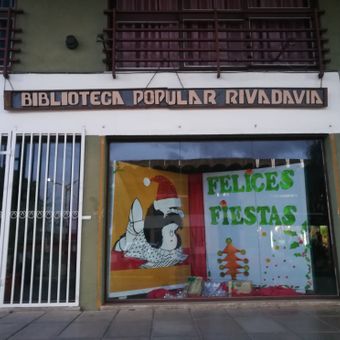 BIBLIOTECA POPULAR RIVADAVIA
FELICES
FIESTAS